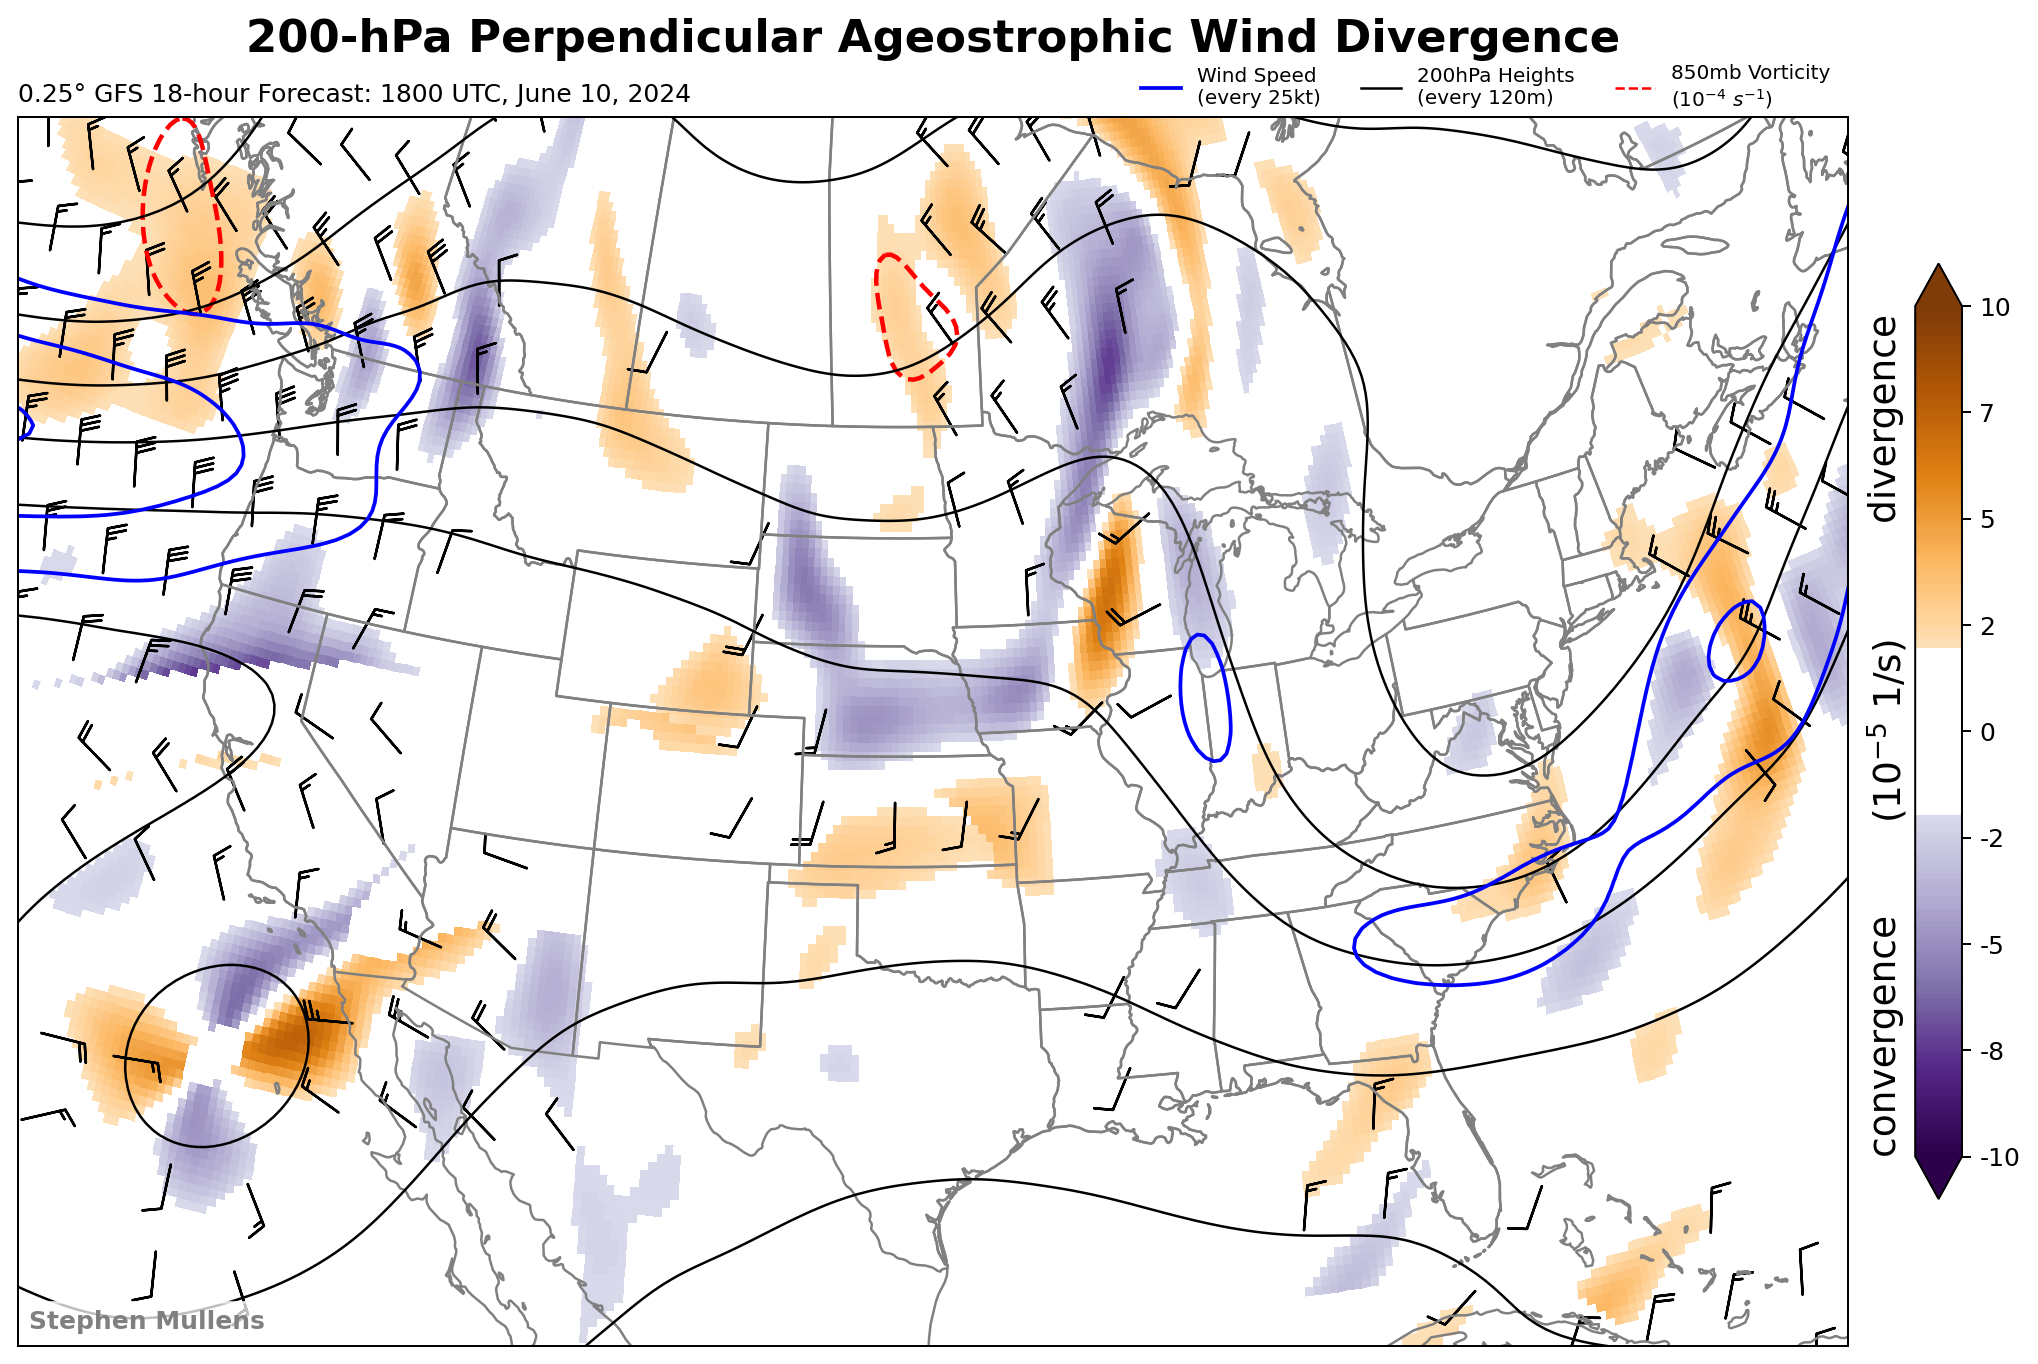 200-hPa Perpendicular Ageostrophic Wind Divergence
0.25° GFS 18-hour Forecast: 1800 UTC, June 10, 2024
Wind Speed
(every 25kt)
200hPa Heights
(every 120m)
850mb Vorticity
(10⁻⁴ s⁻¹)
10
7
5
2
0
-2
-5
-8
-10
convergence (10⁻⁵ 1/s) divergence
Stephen Mullens